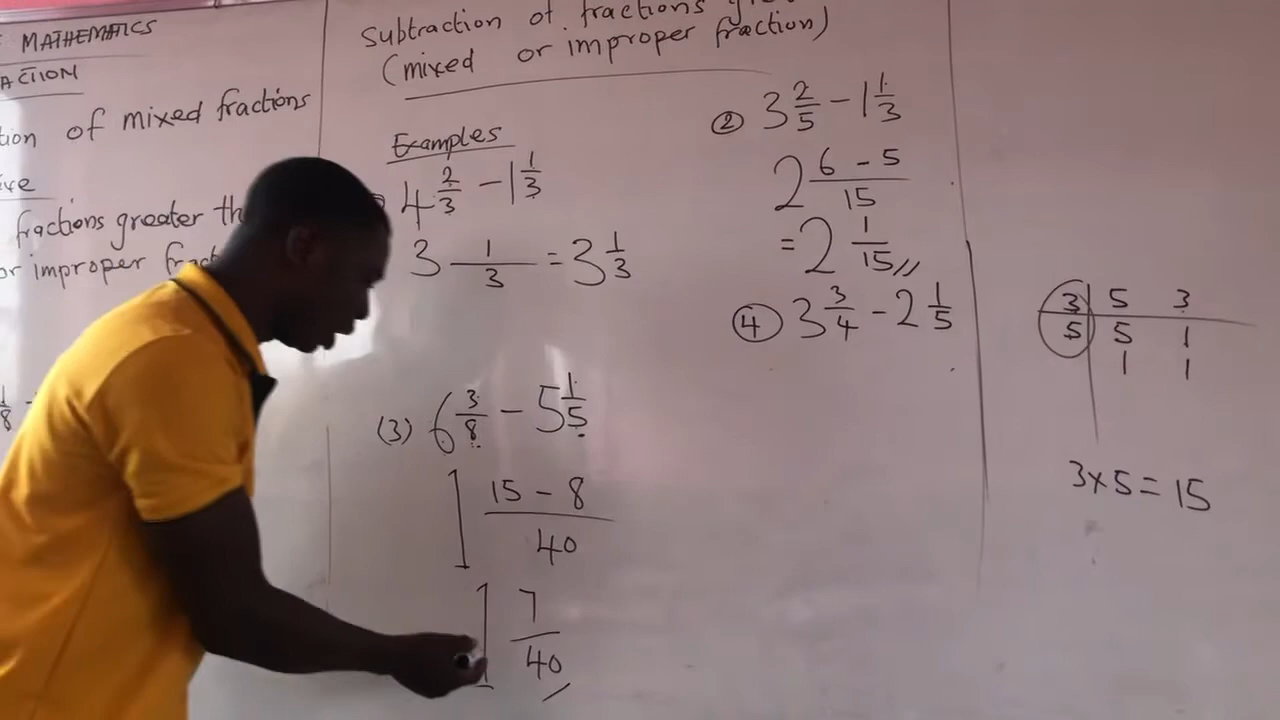 MATHEMATICS
ACTION
tion of mixed fractions
fractions greater th
or improper fract
1/8 -
Subtraction of fractions
(mixed or improper fraction)
Examples
4 2/3 - 1 1/3
3 1/3 = 3 1/3
(3) 6 3/8 - 5 1/5
1 15 - 8 / 40
1 7/40
② 3 2/5 - 1 1/3
2 6 - 5 / 15
= 2 1/15 //
④ 3 3/4 - 2 1/5
3 5 3
5 5 1
1 1
3 x 5 = 15